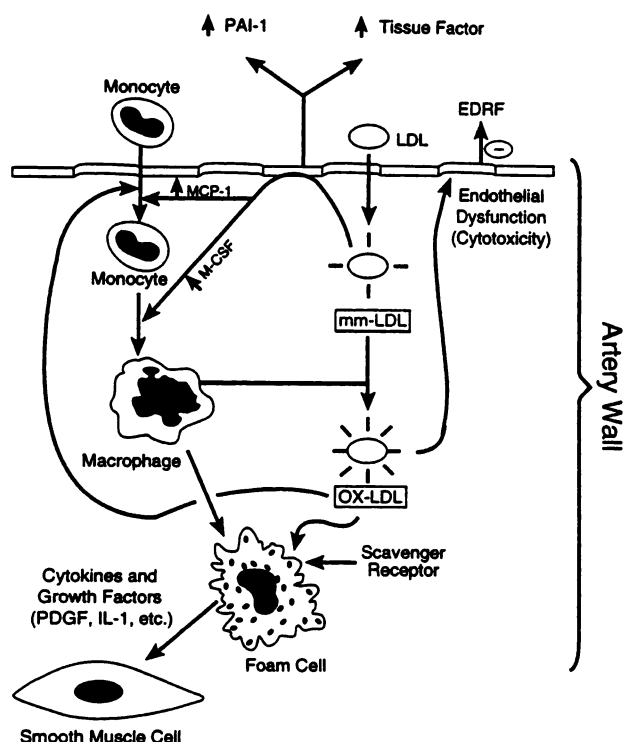 PAI-1
Tissue Factor
Monocyte
LDL
EDRF
−
MCP-1
Endothelial
Dysfunction
(Cytotoxicity)
Monocyte
M-CSF
mm-LDL
Artery Wall
Macrophage
OX-LDL
Scavenger
Receptor
Cytokines and
Growth Factors
(PDGF, IL-1, etc.)
Foam Cell
Smooth Muscle Cell